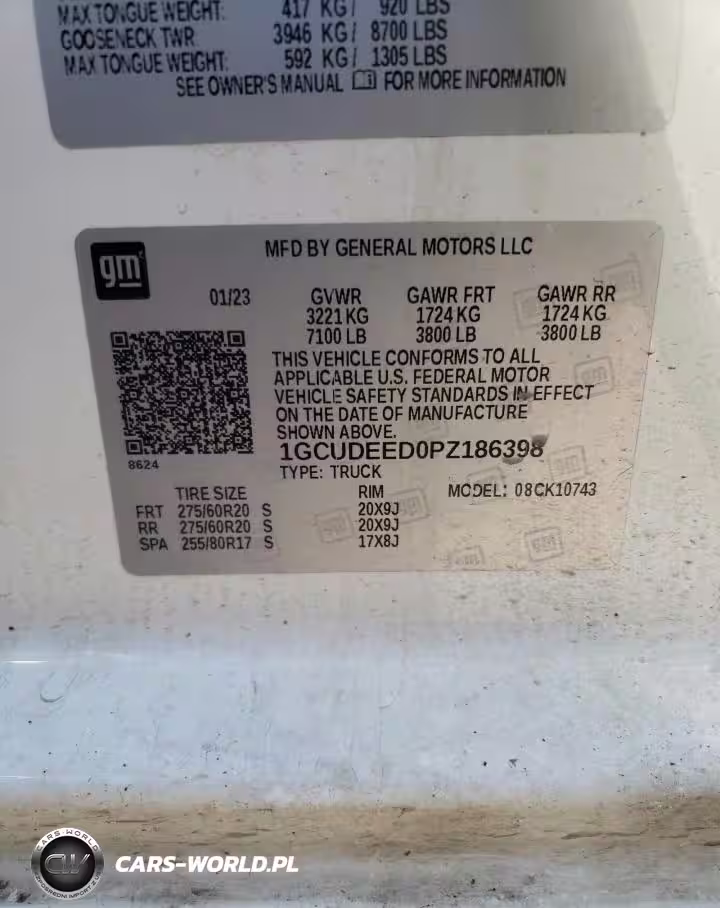 MAX TONGUE WEIGHT: 417 KG/ 920 LBS
GOOSENECK TWR 3946 KG/ 8700 LBS
MAX TONGUE WEIGHT: 592 KG/ 1305 LBS
SEE OWNER'S MANUAL FOR MORE INFORMATION
gm
MFD BY GENERAL MOTORS LLC
01/23 GVWR GAWR FRT GAWR RR
3221 KG 1724 KG 1724 KG
7100 LB 3800 LB 3800 LB
THIS VEHICLE CONFORMS TO ALL
APPLICABLE U.S. FEDERAL MOTOR
VEHICLE SAFETY STANDARDS IN EFFECT
ON THE DATE OF MANUFACTURE
SHOWN ABOVE.
1GCUDEED0PZ186398
8624
TYPE: TRUCK
TIRE SIZE RIM MODEL: 08CK10743
FRT 275/60R20 S 20X9J
RR 275/60R20 S 20X9J
SPA 255/80R17 S 17X8J
CARS-WORLD
CARS-WORLD.PL